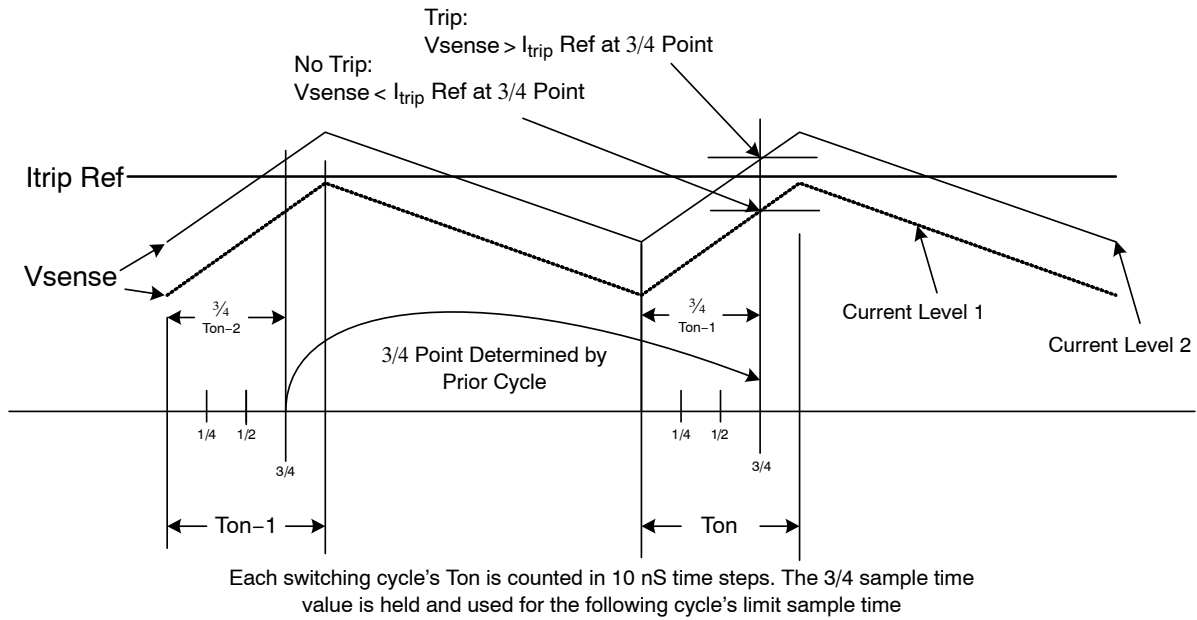 Trip:
Vsense > Itrip Ref at 3/4 Point
No Trip:
Vsense < Itrip Ref at 3/4 Point
Itrip Ref
Vsense
3/4
Ton−2
3/4
Ton−1
Current Level 1
Current Level 2
3/4 Point Determined by
Prior Cycle
1/4
1/2
3/4
1/4
1/2
3/4
Ton−1
Ton
Each switching cycle's Ton is counted in 10 nS time steps. The 3/4 sample time
value is held and used for the following cycle's limit sample time